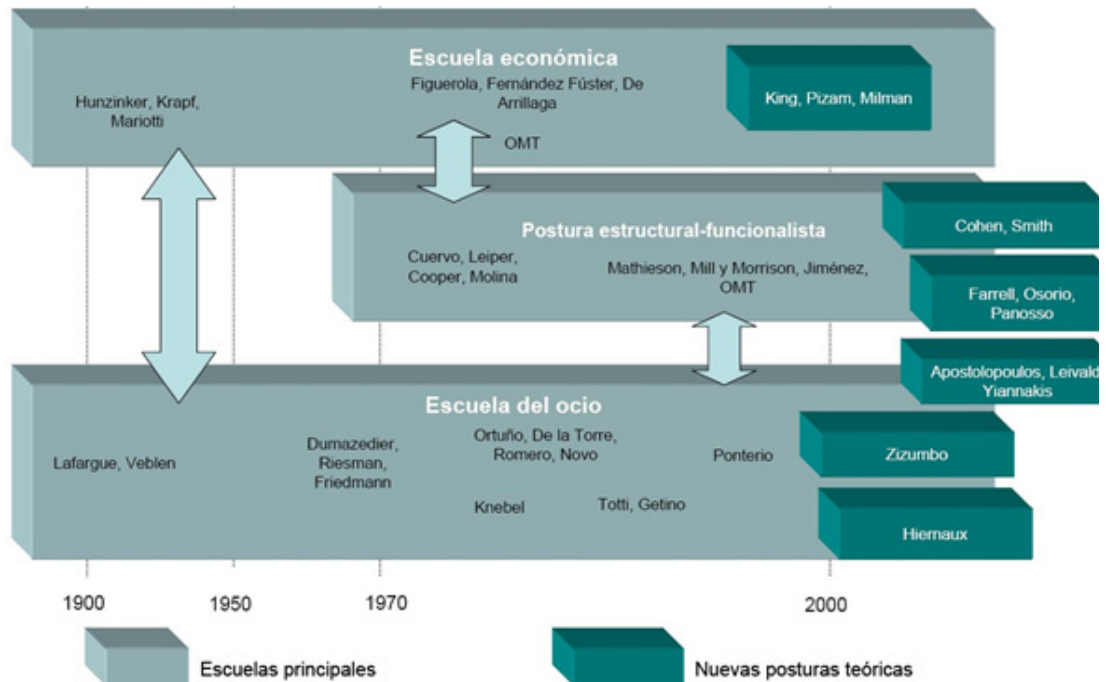 Escuela económica
Figuerola, Fernández Fúster, De
Arrillaga
OMT
Hunzinker, Krapf,
Mariotti
King, Pizam, Milman
Postura estructural-funcionalista
Cuervo, Leiper,
Cooper, Molina
Mathieson, Mill y Morrison, Jiménez,
OMT
Cohen, Smith
Farrell, Osorio,
Panosso
Apostolopoulos, Leivald
Yiannakis
Escuela del ocio
Lafargue, Veblen
Dumazedier,
Riesman,
Friedmann
Ortuño, De la Torre,
Romero, Novo
Knebel
Totti, Getino
Ponterio
Zizumbo
Hiernaux
1900
1950
1970
2000
Escuelas principales
Nuevas posturas teóricas